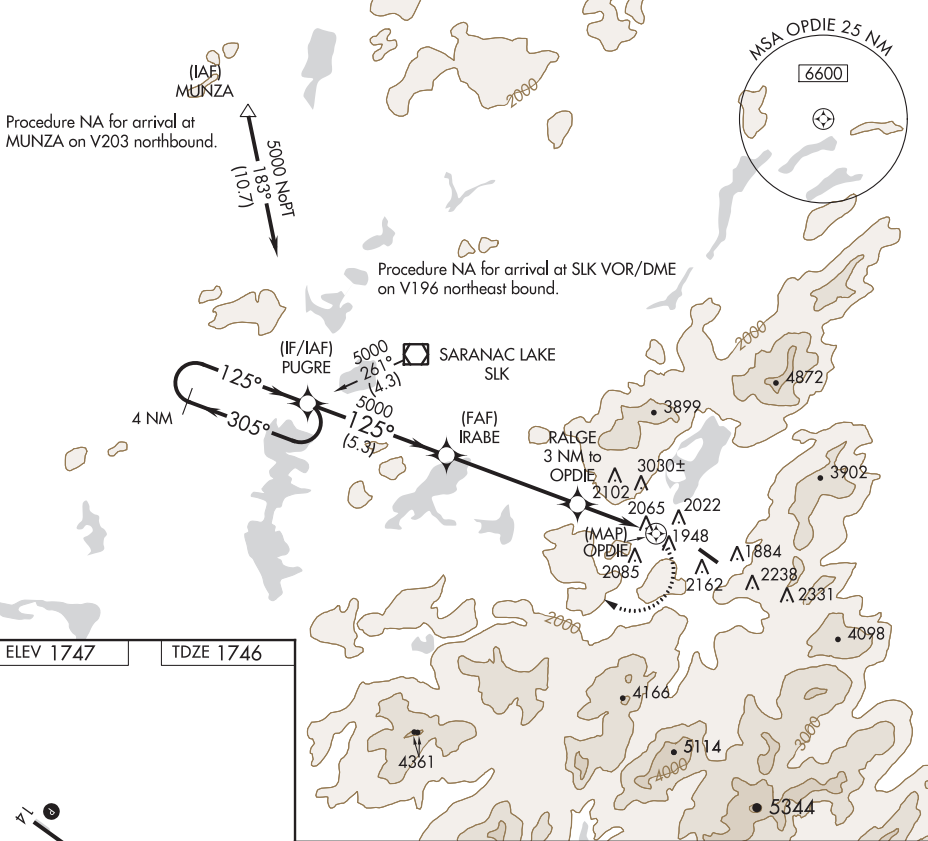 MSA OPDIE 25 NM
6600
(IAF)
MUNZA
2000
Procedure NA for arrival at
MUNZA on V203 northbound.
5000 NoPT
183°
(10.7)
Procedure NA for arrival at SLK VOR/DME
on V196 northeast bound.
2000
(IF/IAF)
PUGRE
5000
261°
(4.3)
SARANAC LAKE
SLK
125°
4872
4 NM
305°
5000
125°
(5.3)
(FAF)
IRABE
3899
RALGE
3 NM to
OPDIE
3030±
2102
3902
2065
2022
(MAP)
OPDIE
1948
2085
1884
2162
2238
2331
2000
4098
ELEV 1747
TDZE 1746
4166
3000
5114
4361
4000
5344
14
P